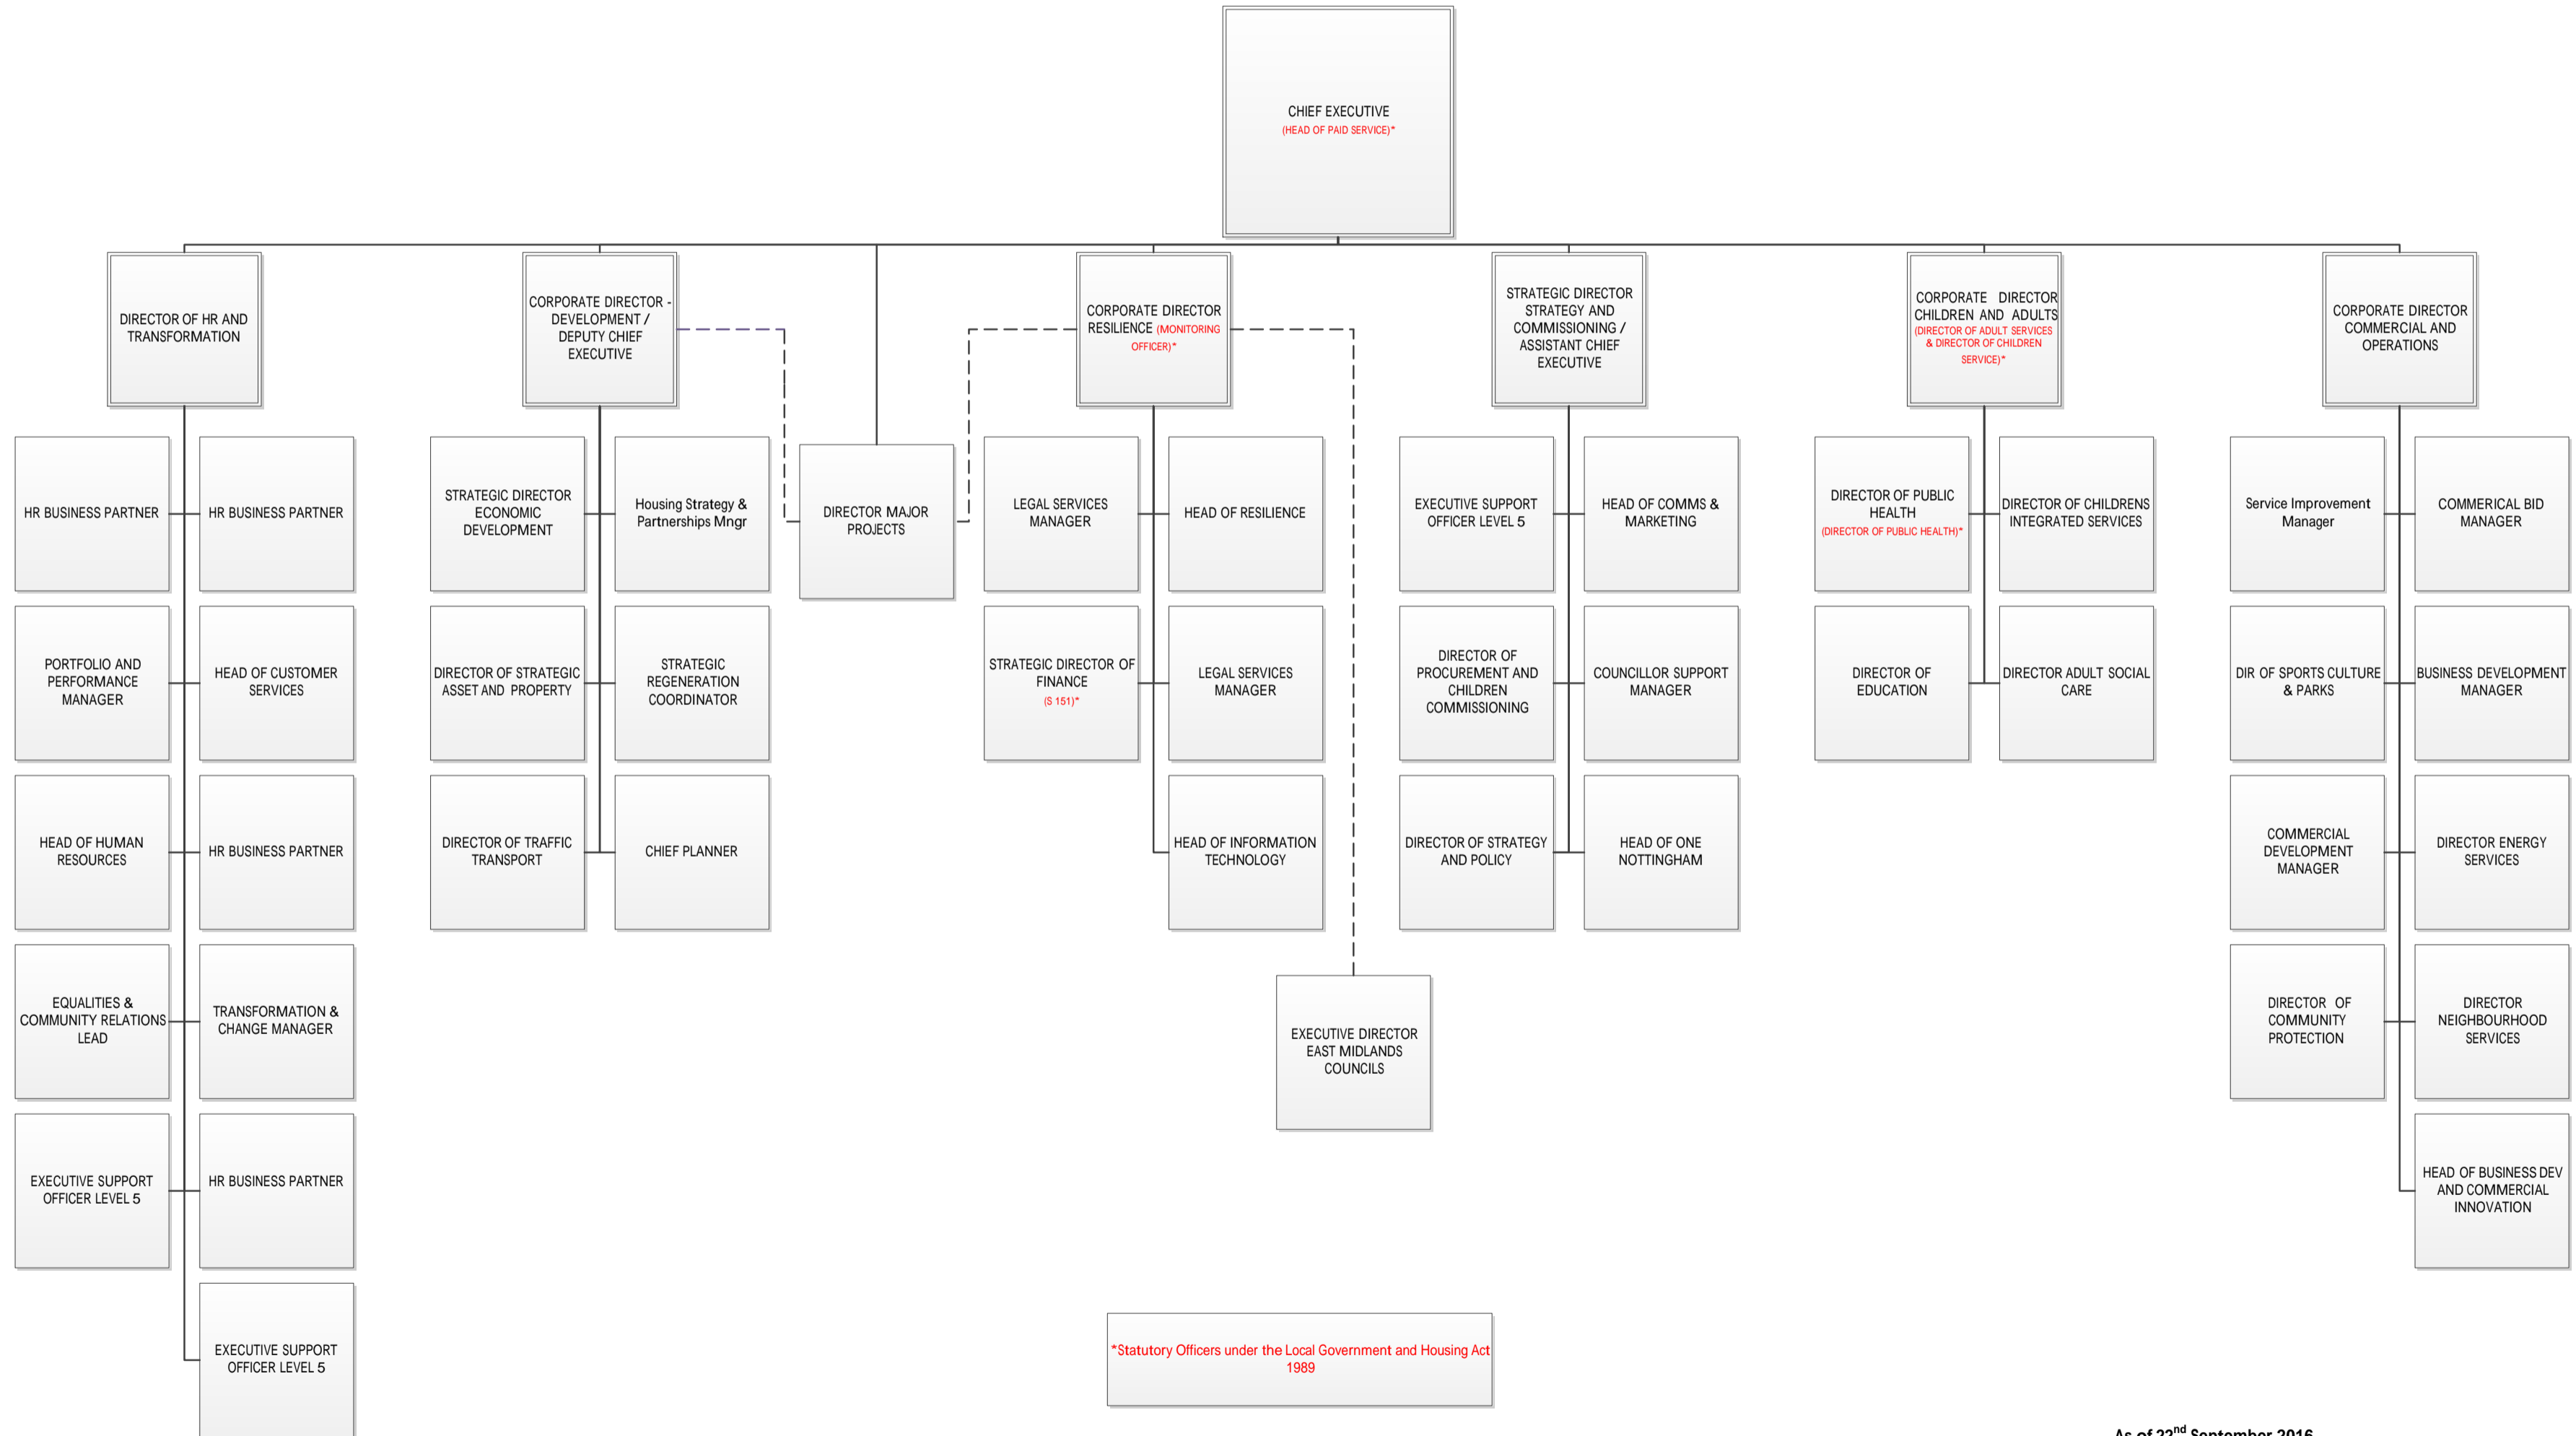 CHIEF EXECUTIVE
(HEAD OF PAID SERVICE)*
DIRECTOR OF HR AND
TRANSFORMATION
CORPORATE DIRECTOR -
DEVELOPMENT /
DEPUTY CHIEF
EXECUTIVE
CORPORATE DIRECTOR
RESILIENCE (MONITORING
OFFICER)*
STRATEGIC DIRECTOR
STRATEGY AND
COMMISSIONING /
ASSISTANT CHIEF
EXECUTIVE
CORPORATE DIRECTOR
CHILDREN AND ADULTS
(DIRECTOR OF ADULT SERVICES
& DIRECTOR OF CHILDREN
SERVICE)*
CORPORATE DIRECTOR
COMMERCIAL AND
OPERATIONS
HR BUSINESS PARTNER
HR BUSINESS PARTNER
STRATEGIC DIRECTOR
ECONOMIC
DEVELOPMENT
Housing Strategy &
Partnerships Mngr
DIRECTOR MAJOR
PROJECTS
LEGAL SERVICES
MANAGER
HEAD OF RESILIENCE
EXECUTIVE SUPPORT
OFFICER LEVEL 5
HEAD OF COMMS &
MARKETING
DIRECTOR OF PUBLIC
HEALTH
(DIRECTOR OF PUBLIC HEALTH)*
DIRECTOR OF CHILDRENS
INTEGRATED SERVICES
Service Improvement
Manager
COMMERICAL BID
MANAGER
PORTFOLIO AND
PERFORMANCE
MANAGER
HEAD OF CUSTOMER
SERVICES
DIRECTOR OF STRATEGIC
ASSET AND PROPERTY
STRATEGIC
REGENERATION
COORDINATOR
STRATEGIC DIRECTOR OF
FINANCE
(S 151)*
LEGAL SERVICES
MANAGER
DIRECTOR OF
PROCUREMENT AND
CHILDREN
COMMISSIONING
COUNCILLOR SUPPORT
MANAGER
DIRECTOR OF
EDUCATION
DIRECTOR ADULT SOCIAL
CARE
DIR OF SPORTS CULTURE
& PARKS
BUSINESS DEVELOPMENT
MANAGER
HEAD OF HUMAN
RESOURCES
HR BUSINESS PARTNER
DIRECTOR OF TRAFFIC
TRANSPORT
CHIEF PLANNER
HEAD OF INFORMATION
TECHNOLOGY
DIRECTOR OF STRATEGY
AND POLICY
HEAD OF ONE
NOTTINGHAM
COMMERCIAL
DEVELOPMENT
MANAGER
DIRECTOR ENERGY
SERVICES
EQUALITIES &
COMMUNITY RELATIONS
LEAD
TRANSFORMATION &
CHANGE MANAGER
EXECUTIVE DIRECTOR
EAST MIDLANDS
COUNCILS
DIRECTOR OF
COMMUNITY
PROTECTION
DIRECTOR
NEIGHBOURHOOD
SERVICES
EXECUTIVE SUPPORT
OFFICER LEVEL 5
HR BUSINESS PARTNER
HEAD OF BUSINESS DEV
AND COMMERCIAL
INNOVATION
EXECUTIVE SUPPORT
OFFICER LEVEL 5
*Statutory Officers under the Local Government and Housing Act
1989
As of 22nd September 2016